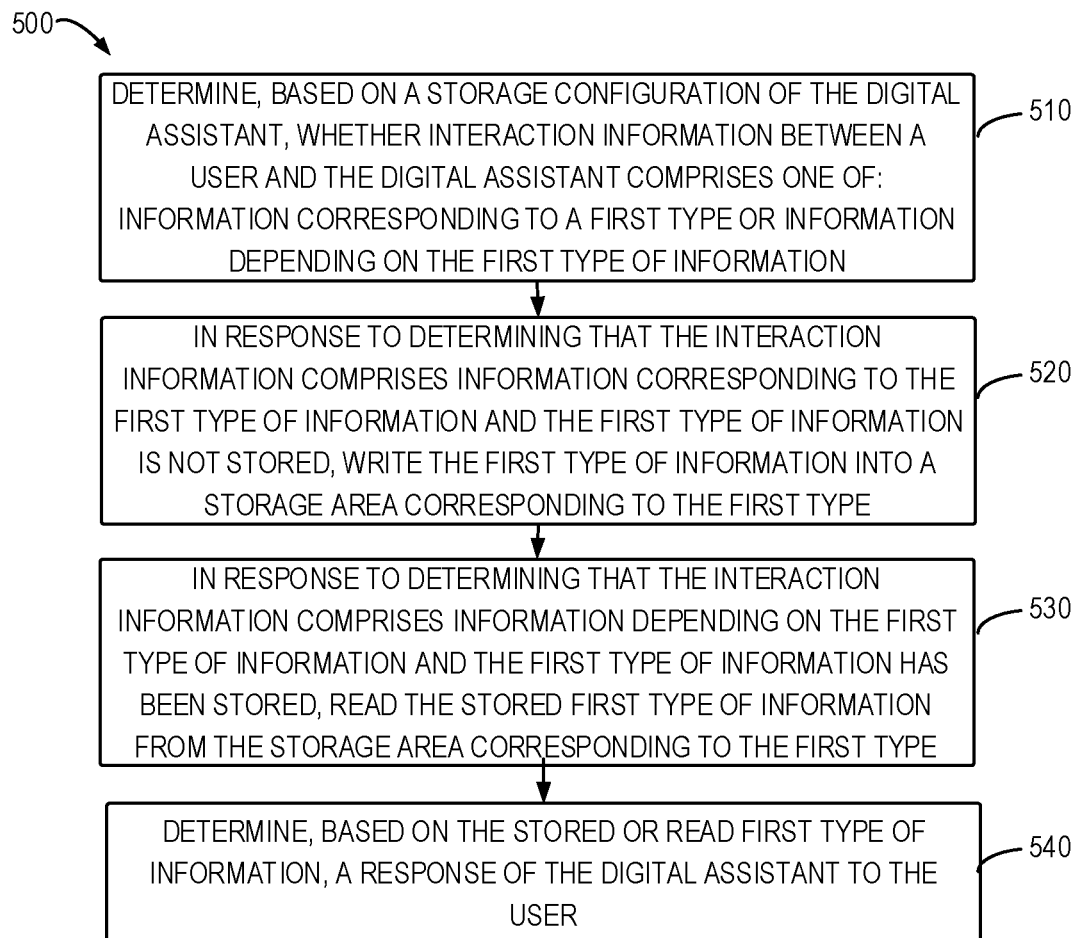 500
DETERMINE, BASED ON A STORAGE CONFIGURATION OF THE DIGITAL
ASSISTANT, WHETHER INTERACTION INFORMATION BETWEEN A
USER AND THE DIGITAL ASSISTANT COMPRISES ONE OF:
INFORMATION CORRESPONDING TO A FIRST TYPE OR INFORMATION
DEPENDING ON THE FIRST TYPE OF INFORMATION
510
IN RESPONSE TO DETERMINING THAT THE INTERACTION
INFORMATION COMPRISES INFORMATION CORRESPONDING TO THE
FIRST TYPE OF INFORMATION AND THE FIRST TYPE OF INFORMATION
IS NOT STORED, WRITE THE FIRST TYPE OF INFORMATION INTO A
STORAGE AREA CORRESPONDING TO THE FIRST TYPE
520
IN RESPONSE TO DETERMINING THAT THE INTERACTION
INFORMATION COMPRISES INFORMATION DEPENDING ON THE FIRST
TYPE OF INFORMATION AND THE FIRST TYPE OF INFORMATION HAS
BEEN STORED, READ THE STORED FIRST TYPE OF INFORMATION
FROM THE STORAGE AREA CORRESPONDING TO THE FIRST TYPE
530
DETERMINE, BASED ON THE STORED OR READ FIRST TYPE OF
INFORMATION, A RESPONSE OF THE DIGITAL ASSISTANT TO THE
USER
540